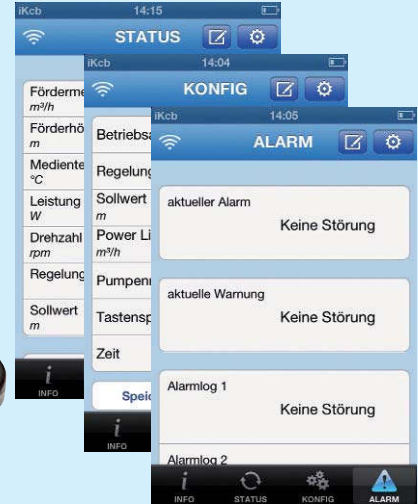 iKcb 14:15
STATUS
Förderme
m³/h
Förderhö
m
Mediente
°C
Leistung
W
Drehzahl
rpm
Regelung
Sollwert
m
i
INFO
iKcb 14:04
KONFIG
Betriebsa
Regelung
Sollwert
m
Power Li
m³/h
Pumpenn
Tastensp
Zeit
Speic
i
INFO
iKcb 14:05
ALARM
aktueller Alarm
Keine Störung
aktuelle Warnung
Keine Störung
Alarmlog 1
Keine Störung
Alarmlog 2
i
INFO STATUS KONFIG ALARM